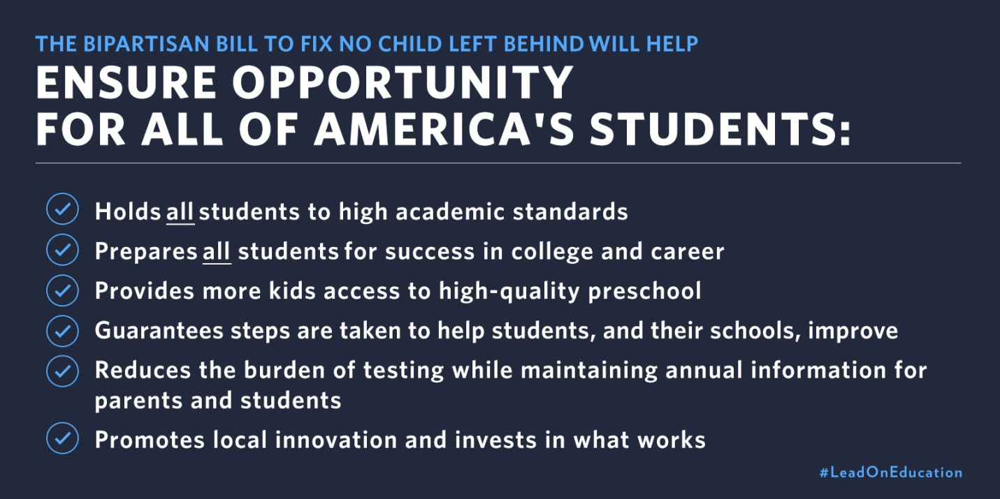 THE BIPARTISAN BILL TO FIX NO CHILD LEFT BEHIND WILL HELP
ENSURE OPPORTUNITY
FOR ALL OF AMERICA'S STUDENTS:
Holds all students to high academic standards
Prepares all students for success in college and career
Provides more kids access to high-quality preschool
Guarantees steps are taken to help students, and their schools, improve
Reduces the burden of testing while maintaining annual information for
parents and students
Promotes local innovation and invests in what works
#LeadOnEducation